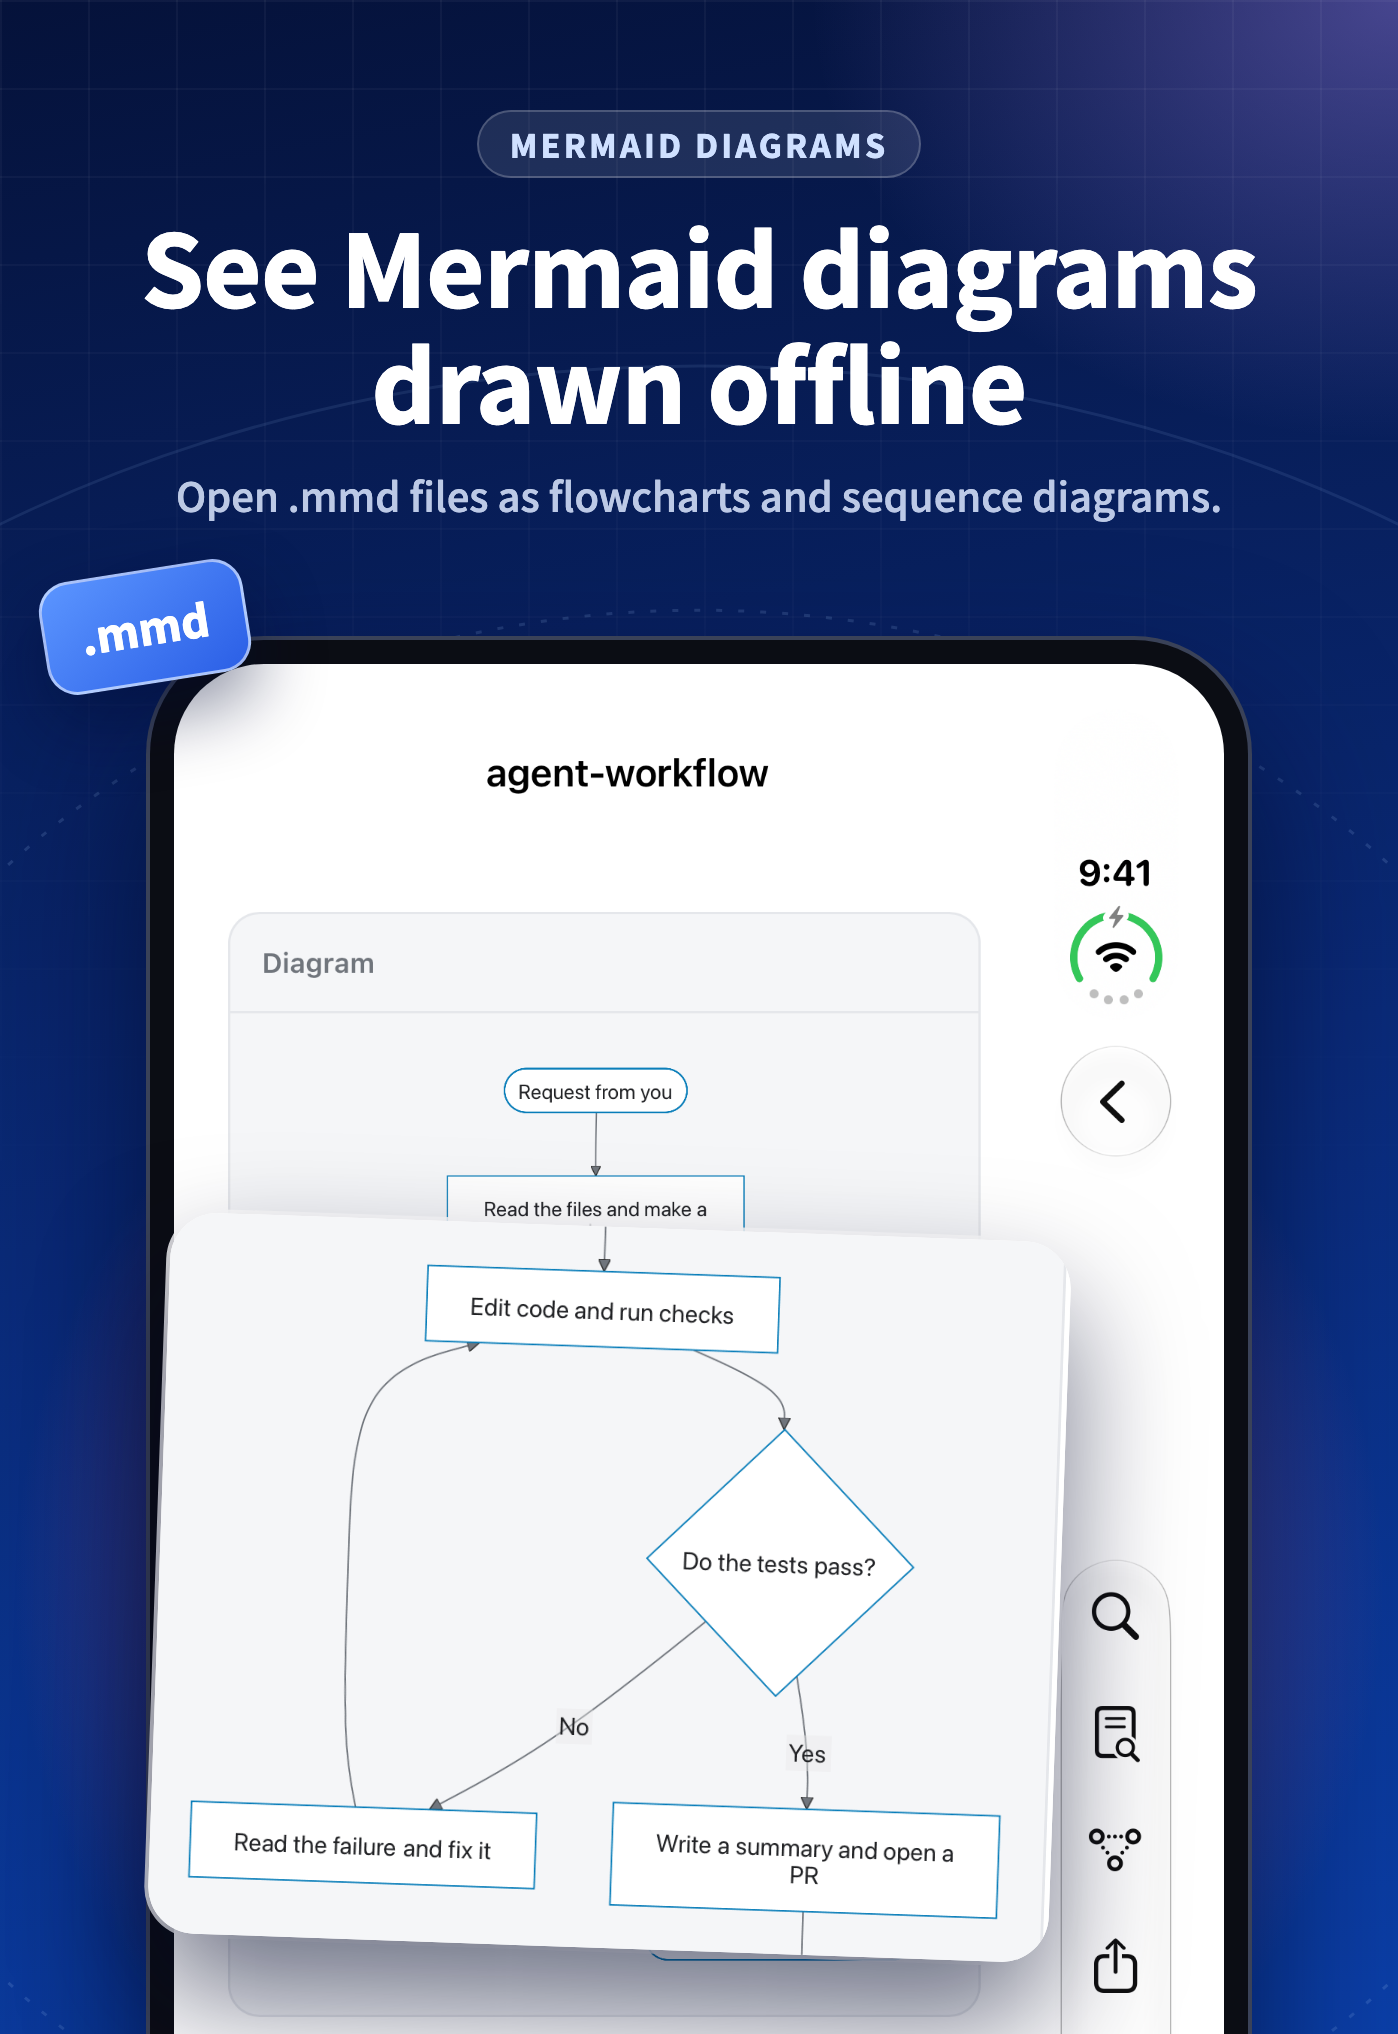 MERMAID DIAGRAMS
See Mermaid diagrams
drawn offline
Open .mmd files as flowcharts and sequence diagrams.
.mmd
agent-workflow
9:41
Diagram
Request from you
Read the files and make a
Edit code and run checks
Do the tests pass?
No
Yes
Read the failure and fix it
Write a summary and open a
PR